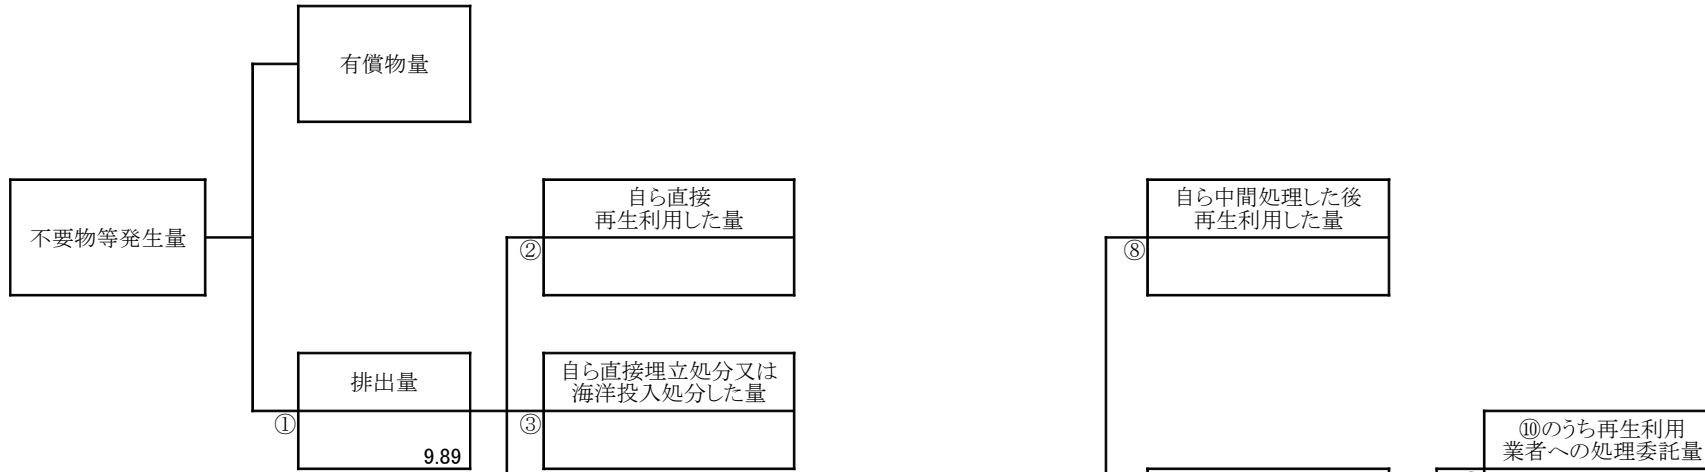 有償物量
不要物等発生量
自ら直接
再生利用した量
②
自ら中間処理した後
再生利用した量
⑧
排出量
①
9.89
自ら直接埋立処分又は
海洋投入処分した量
③
⑩のうち再生利用
業者への処理委託量